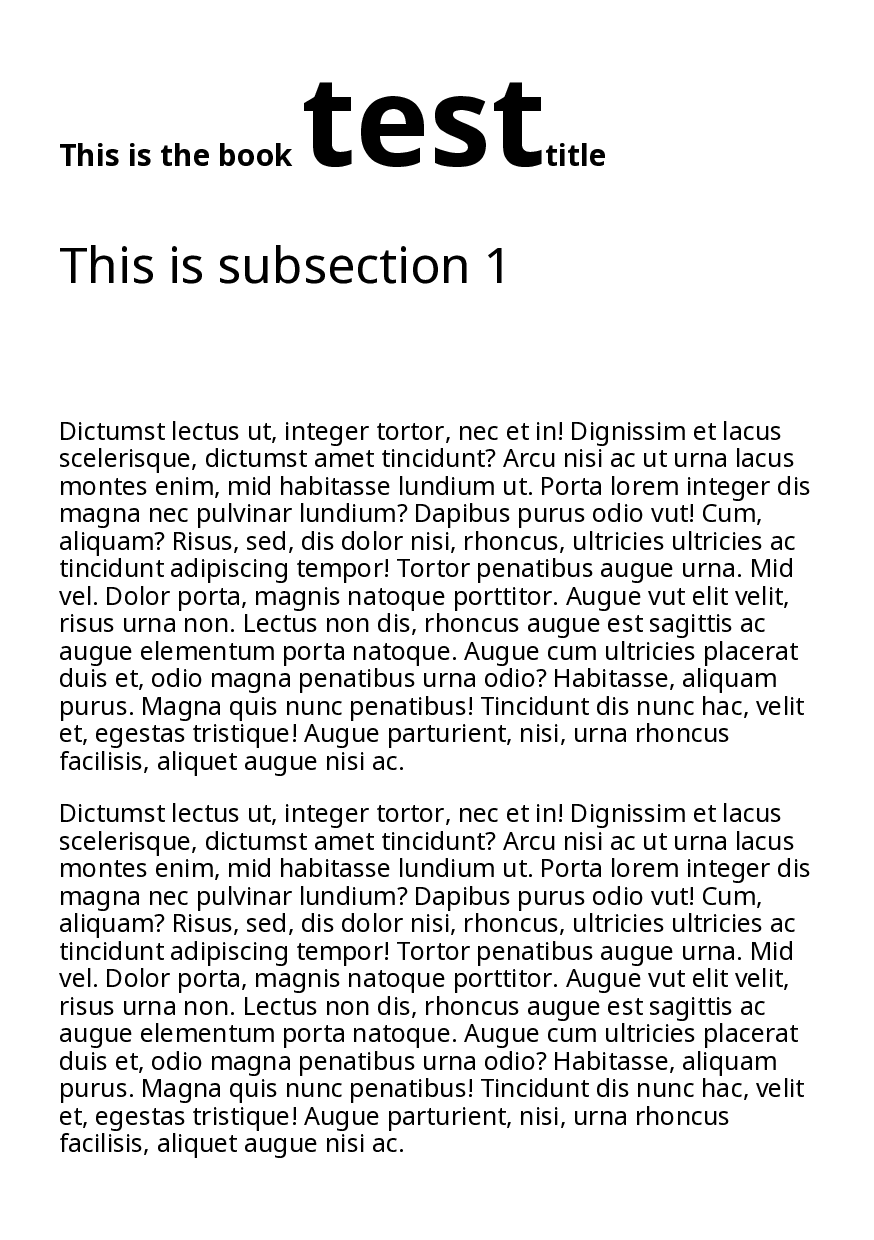 This is the book test title
This is subsection 1
Dictumst lectus ut, integer tortor, nec et in! Dignissim et lacus
scelerisque, dictumst amet tincidunt? Arcu nisi ac ut urna lacus
montes enim, mid habitasse lundium ut. Porta lorem integer dis
magna nec pulvinar lundium? Dapibus purus odio vut! Cum,
aliquam? Risus, sed, dis dolor nisi, rhoncus, ultricies ultricies ac
tincidunt adipiscing tempor! Tortor penatibus augue urna. Mid
vel. Dolor porta, magnis natoque porttitor. Augue vut elit velit,
risus urna non. Lectus non dis, rhoncus augue est sagittis ac
augue elementum porta natoque. Augue cum ultricies placerat
duis et, odio magna penatibus urna odio? Habitasse, aliquam
purus. Magna quis nunc penatibus! Tincidunt dis nunc hac, velit
et, egestas tristique! Augue parturient, nisi, urna rhoncus
facilisis, aliquet augue nisi ac.
Dictumst lectus ut, integer tortor, nec et in! Dignissim et lacus
scelerisque, dictumst amet tincidunt? Arcu nisi ac ut urna lacus
montes enim, mid habitasse lundium ut. Porta lorem integer dis
magna nec pulvinar lundium? Dapibus purus odio vut! Cum,
aliquam? Risus, sed, dis dolor nisi, rhoncus, ultricies ultricies ac
tincidunt adipiscing tempor! Tortor penatibus augue urna. Mid
vel. Dolor porta, magnis natoque porttitor. Augue vut elit velit,
risus urna non. Lectus non dis, rhoncus augue est sagittis ac
augue elementum porta natoque. Augue cum ultricies placerat
duis et, odio magna penatibus urna odio? Habitasse, aliquam
purus. Magna quis nunc penatibus! Tincidunt dis nunc hac, velit
et, egestas tristique! Augue parturient, nisi, urna rhoncus
facilisis, aliquet augue nisi ac.